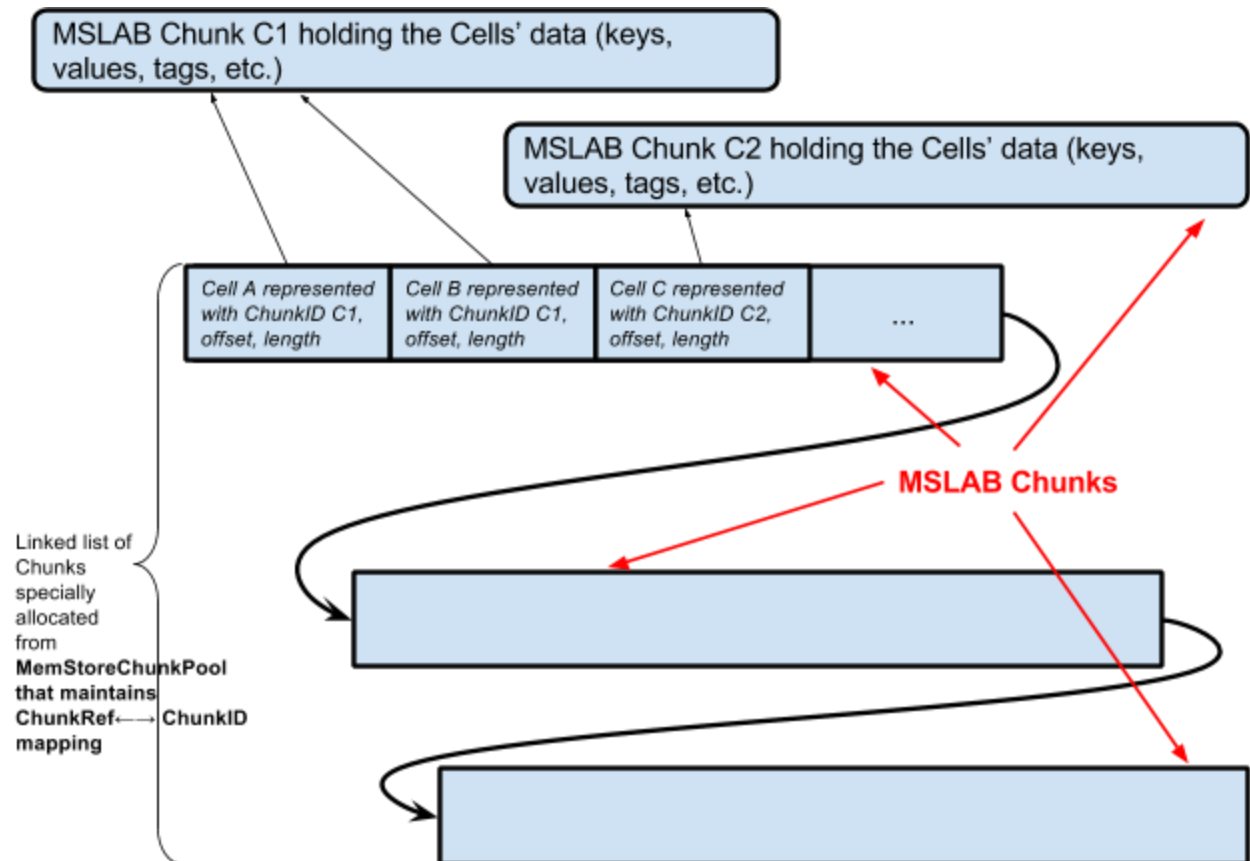 MSLAB Chunk C1 holding the Cells’ data (keys,
values, tags, etc.)
MSLAB Chunk C2 holding the Cells’ data (keys,
values, tags, etc.)
Cell A represented
with ChunkID C1,
offset, length
Cell B represented
with ChunkID C1,
offset, length
Cell C represented
with ChunkID C2,
offset, length
...
MSLAB Chunks
Linked list of
Chunks
specially
allocated
from
MemStoreChunkPool
that maintains
ChunkRef←→ ChunkID
mapping